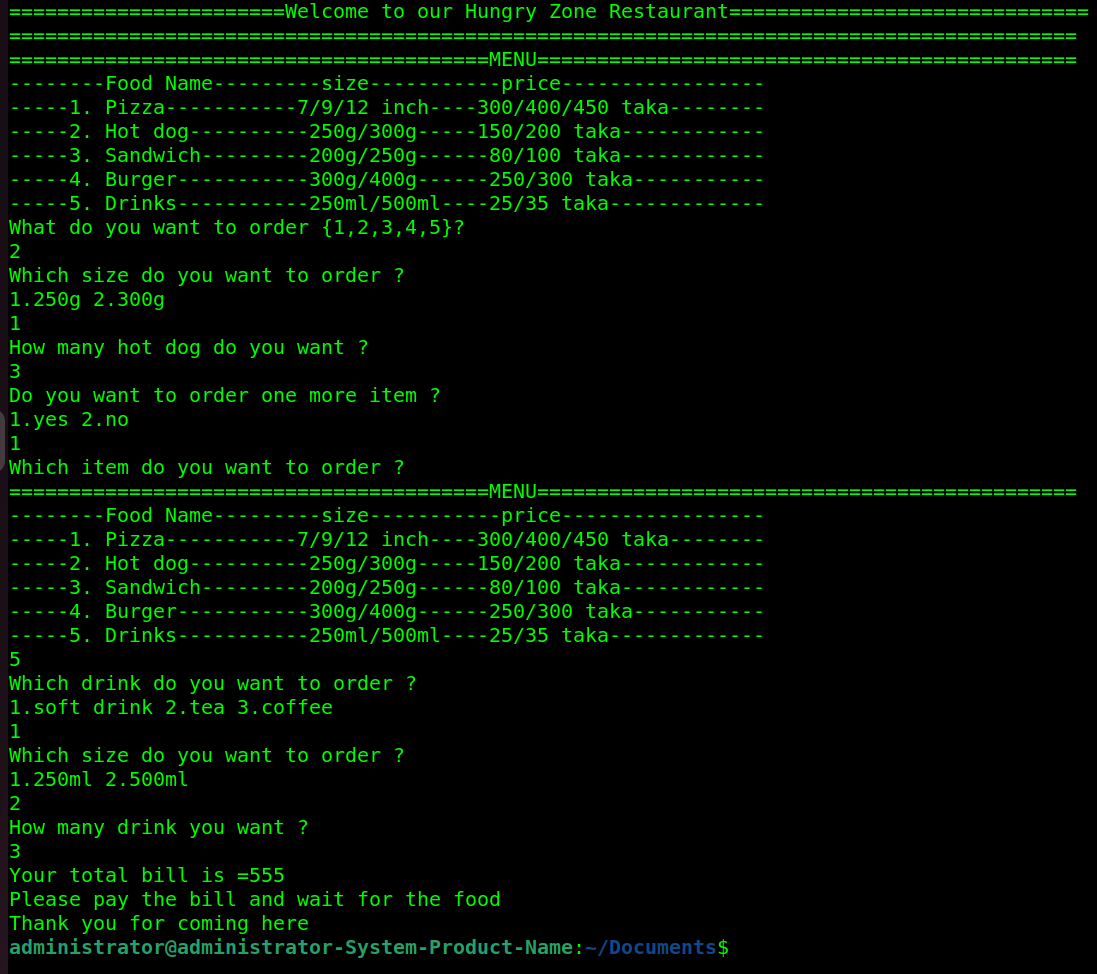 =======================Welcome to our Hungry Zone Restaurant==============================
=========================================================================================
========================================MENU=============================================
--------Food Name---------size-----------price-----------------
-----1. Pizza-----------7/9/12 inch----300/400/450 taka--------
-----2. Hot dog----------250g/300g-----150/200 taka------------
-----3. Sandwich---------200g/250g------80/100 taka------------
-----4. Burger-----------300g/400g------250/300 taka-----------
-----5. Drinks-----------250ml/500ml----25/35 taka-------------
What do you want to order {1,2,3,4,5}?
2
Which size do you want to order ?
1.250g 2.300g
1
How many hot dog do you want ?
3
Do you want to order one more item ?
1.yes 2.no
1
Which item do you want to order ?
========================================MENU=============================================
--------Food Name---------size-----------price-----------------
-----1. Pizza-----------7/9/12 inch----300/400/450 taka--------
-----2. Hot dog----------250g/300g-----150/200 taka------------
-----3. Sandwich---------200g/250g------80/100 taka------------
-----4. Burger-----------300g/400g------250/300 taka-----------
-----5. Drinks-----------250ml/500ml----25/35 taka-------------
5
Which drink do you want to order ?
1.soft drink 2.tea 3.coffee
1
Which size do you want to order ?
1.250ml 2.500ml
2
How many drink you want ?
3
Your total bill is =555
Please pay the bill and wait for the food
Thank you for coming here
administrator@administrator-System-Product-Name:~/Documents$